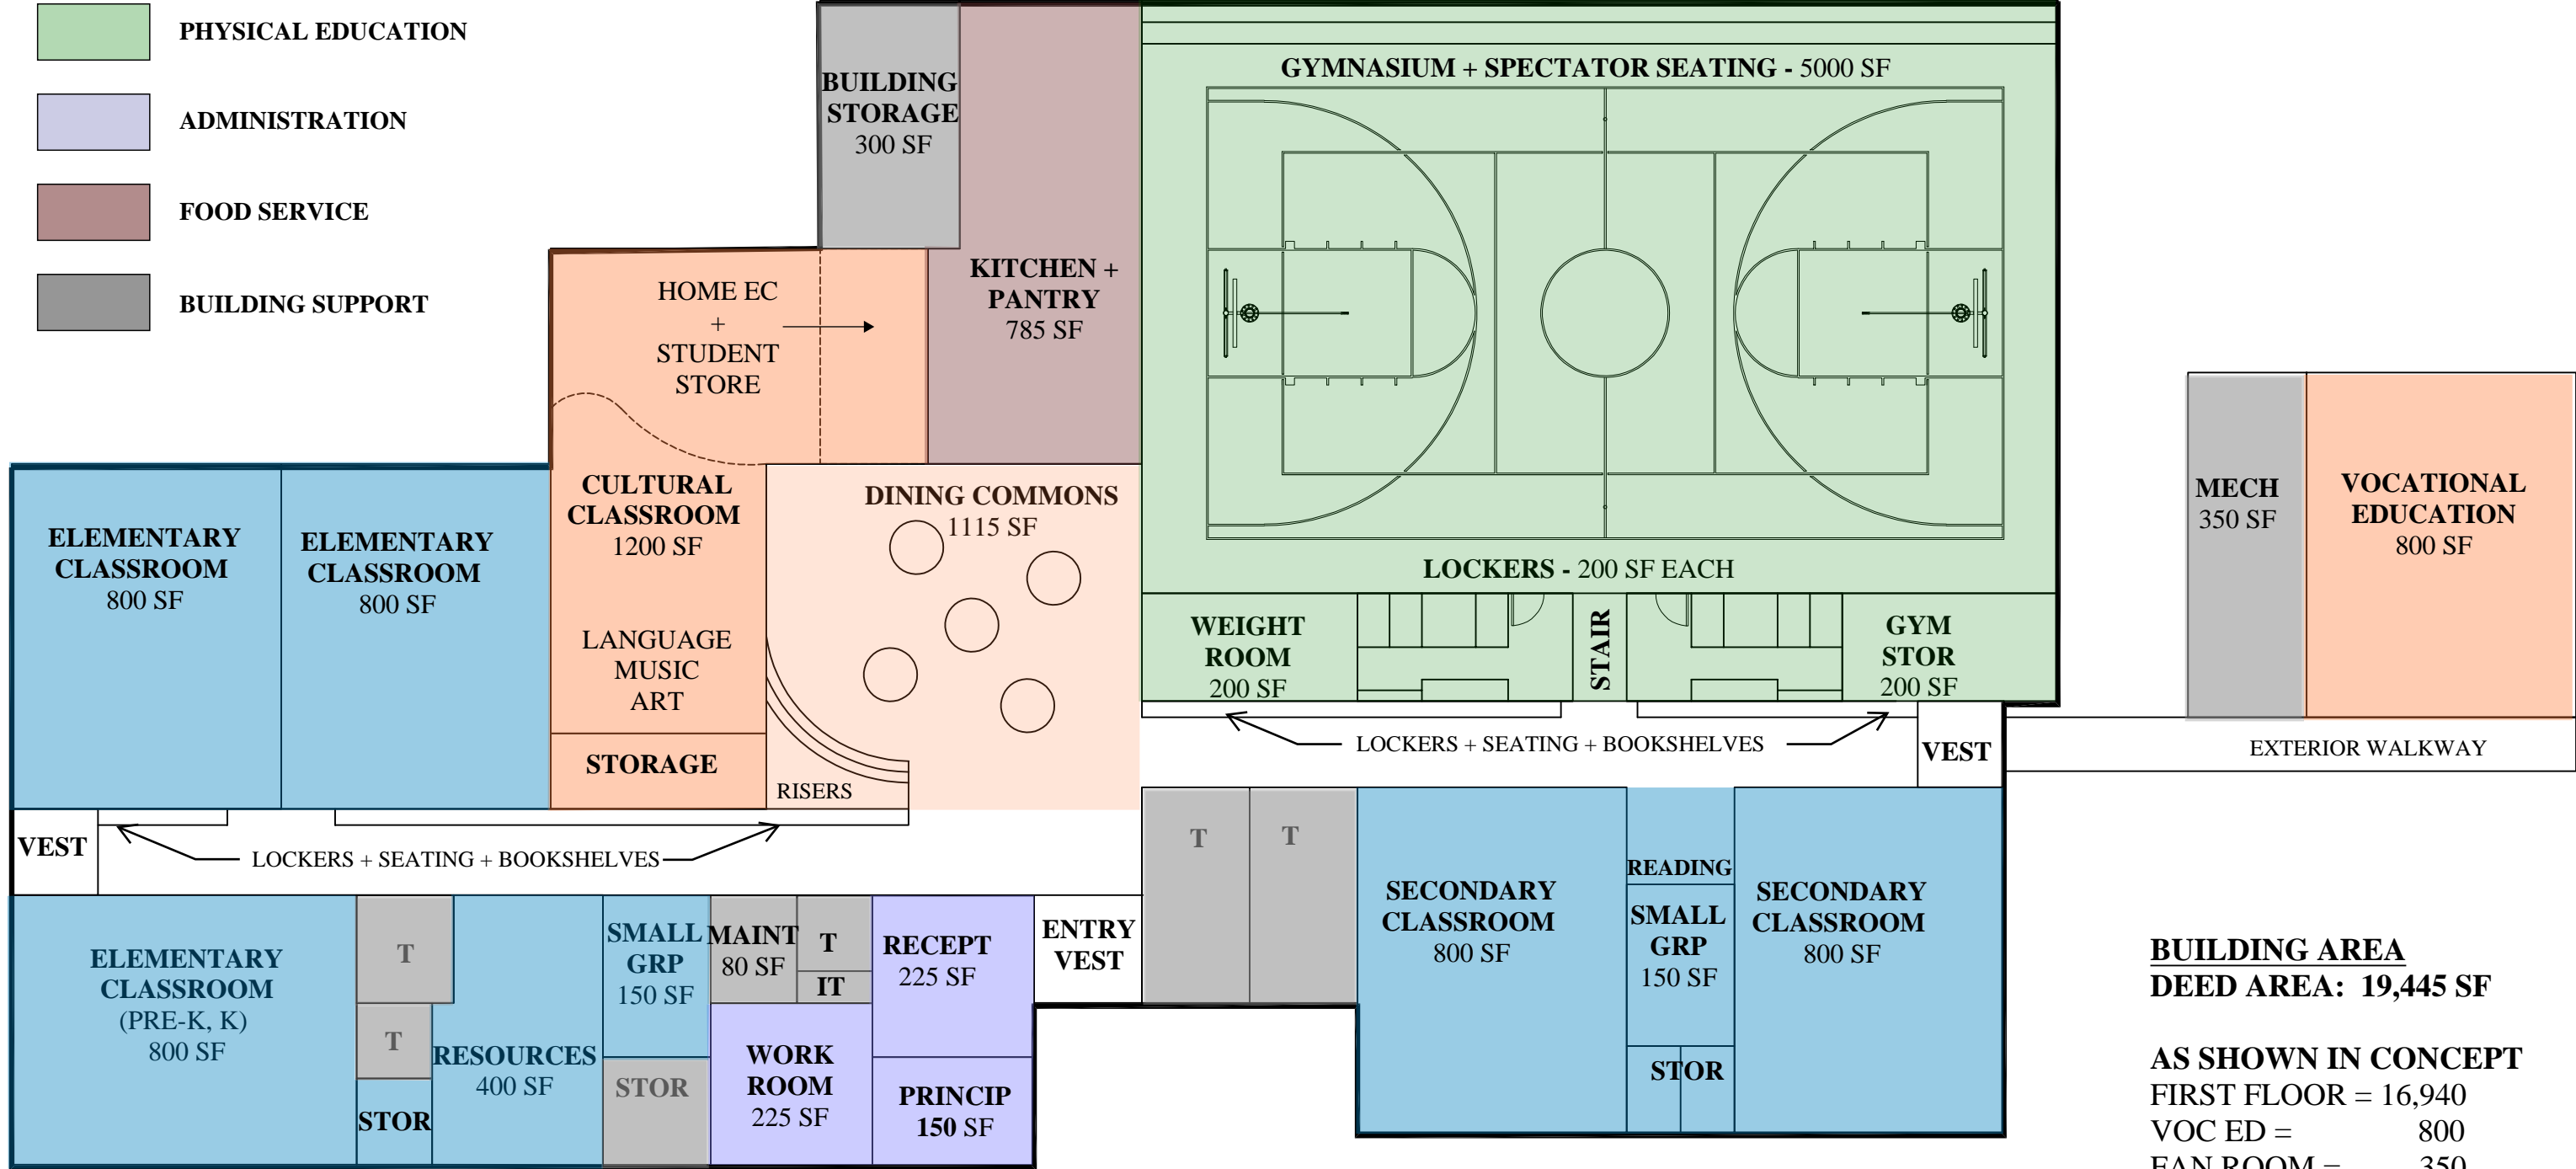 PHYSICAL EDUCATION
ADMINISTRATION
FOOD SERVICE
BUILDING SUPPORT
BUILDING
STORAGE
300 SF
GYMNASIUM + SPECTATOR SEATING - 5000 SF
HOME EC
+
STUDENT
STORE
KITCHEN +
PANTRY
785 SF
ELEMENTARY
CLASSROOM
800 SF
ELEMENTARY
CLASSROOM
800 SF
CULTURAL
CLASSROOM
1200 SF
LANGUAGE
MUSIC
ART
STORAGE
DINING COMMONS
1115 SF
RISERS
LOCKERS - 200 SF EACH
WEIGHT
ROOM
200 SF
STAIR
GYM
STOR
200 SF
MECH
350 SF
VOCATIONAL
EDUCATION
800 SF
LOCKERS + SEATING + BOOKSHELVES
VEST
EXTERIOR WALKWAY
VEST
LOCKERS + SEATING + BOOKSHELVES
ELEMENTARY
CLASSROOM
(PRE-K, K)
800 SF
T
T
STOR
RESOURCES
400 SF
SMALL
GRP
150 SF
STOR
MAINT
80 SF
T
IT
WORK
ROOM
225 SF
RECEPT
225 SF
PRINCIP
150 SF
ENTRY
VEST
T
T
SECONDARY
CLASSROOM
800 SF
READING
SMALL
GRP
150 SF
STOR
SECONDARY
CLASSROOM
800 SF
BUILDING AREA
DEED AREA: 19,445 SF
AS SHOWN IN CONCEPT
FIRST FLOOR = 16,940
VOC ED = 800
FAN ROOM = 350